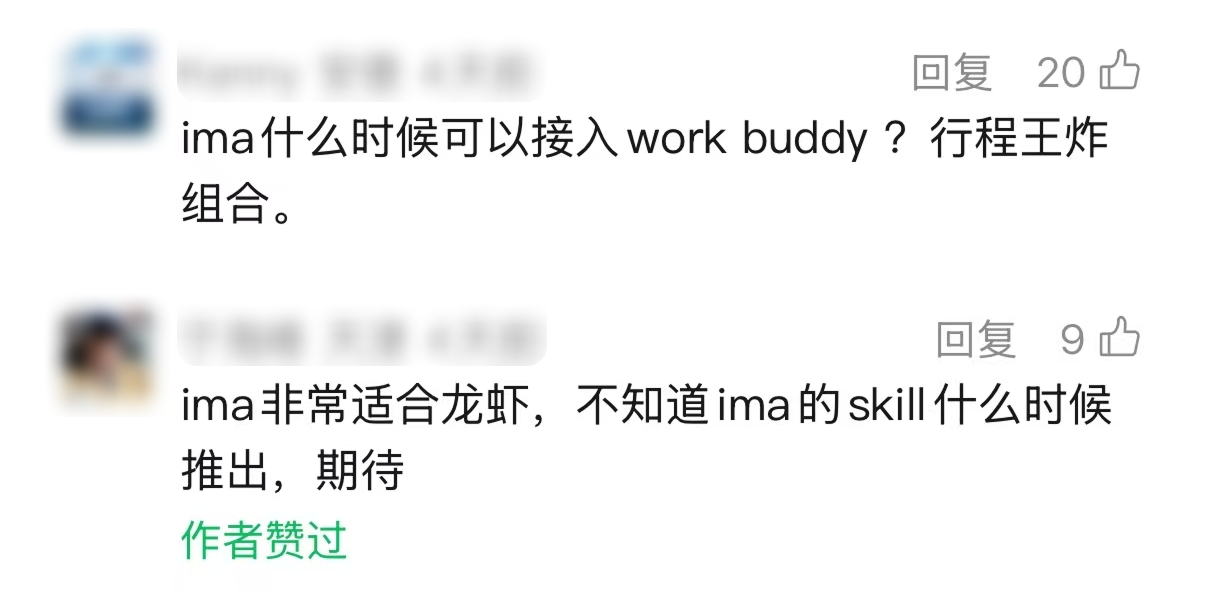 回复 20
ima什么时候可以接入work buddy ？行程王炸
组合。
回复 9
ima非常适合龙虾，不知道ima的skill什么时候
推出，期待
作者赞过